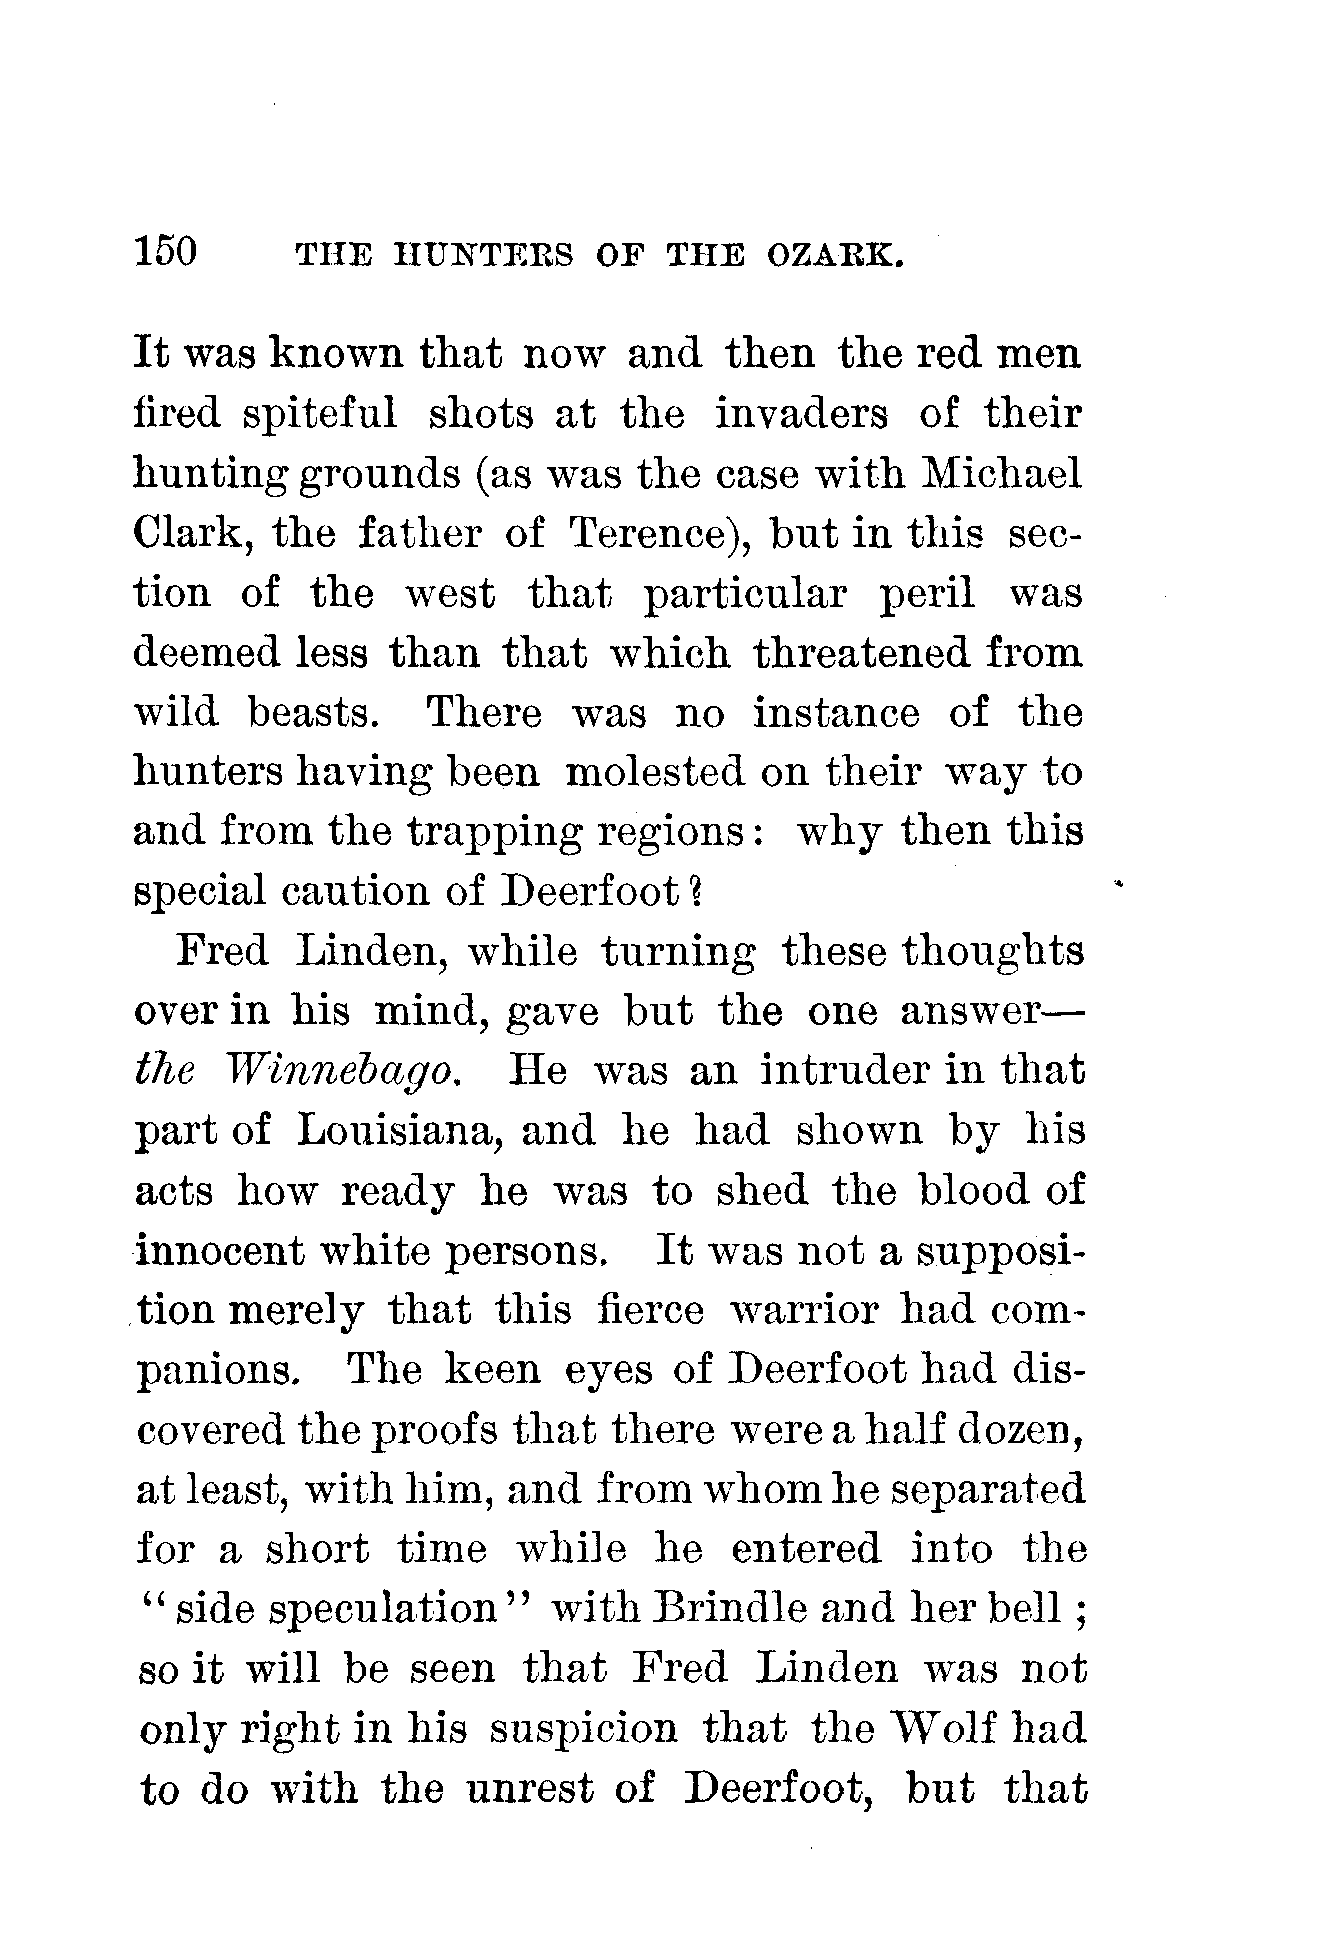 150 THE HUNTERS OF THE OZARK.
It was known that now and then the red men
fired spiteful shots at the invaders of their
hunting grounds (as was the case with Michael
Clark, the father of Terence), but in this sec-
tion of the west that particular peril was
deemed less than that which threatened from
wild beasts. There was no instance of the
hunters having been molested on their way to
and from the trapping regions: why then this
special caution of Deerfoot?
Fred Linden, while turning these thoughts
over in his mind, gave but the one answer—
the Winnebago. He was an intruder in that
part of Louisiana, and he had shown by his
acts how ready he was to shed the blood of
innocent white persons. It was not a supposi-
tion merely that this fierce warrior had com-
panions. The keen eyes of Deerfoot had dis-
covered the proofs that there were a half dozen,
at least, with him, and from whom he separated
for a short time while he entered into the
"side speculation" with Brindle and her bell;
so it will be seen that Fred Linden was not
only right in his suspicion that the Wolf had
to do with the unrest of Deerfoot, but that